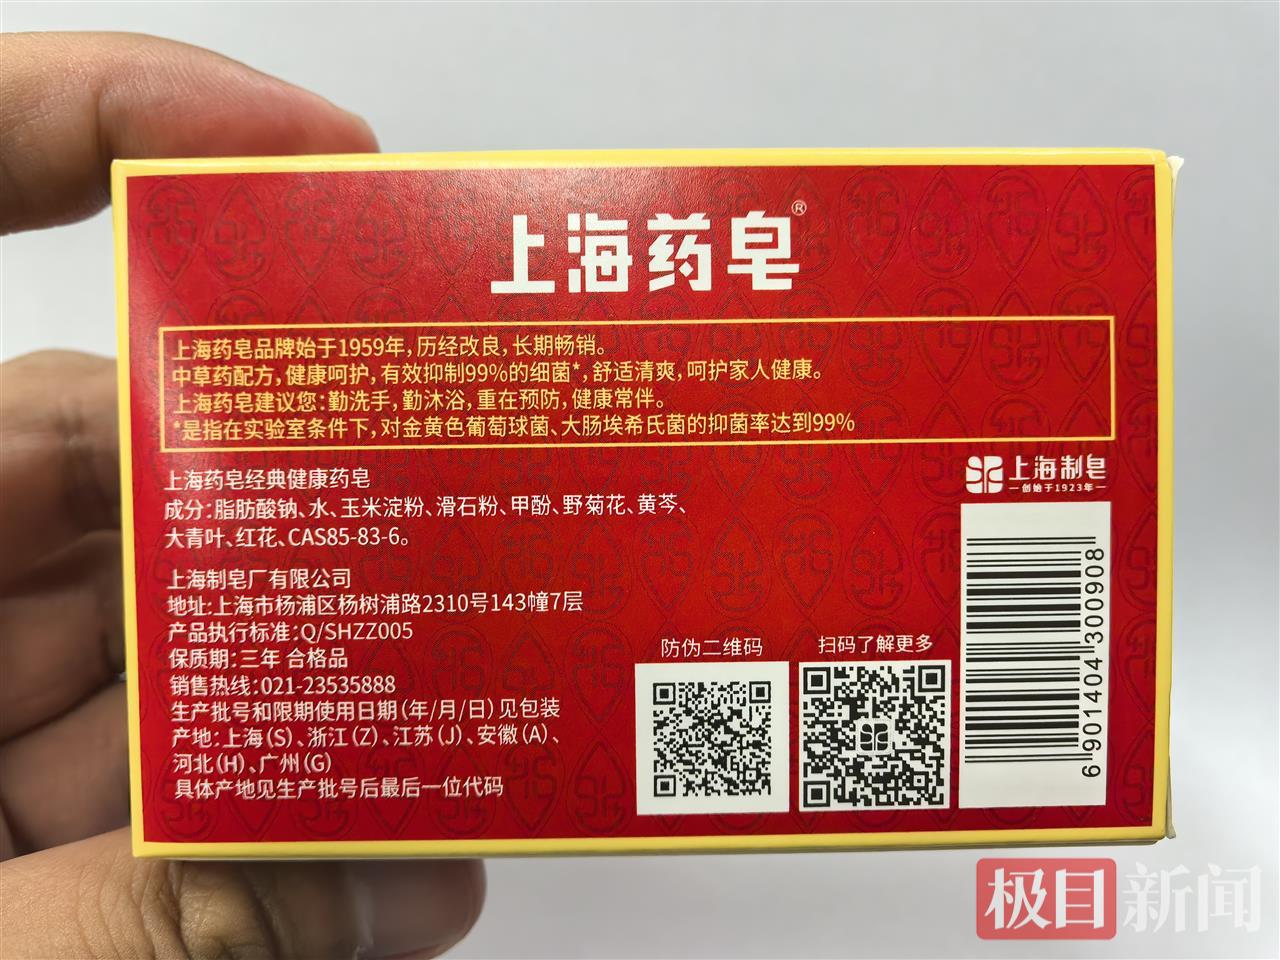 上海药皂®
上海药皂品牌始于1959年，历经改良，长期畅销。
中草药配方，健康呵护，有效抑制99%的细菌*，舒适清爽，呵护家人健康。
上海药皂建议您：勤洗手，勤沐浴，重在预防，健康常伴。
*是指在实验室条件下，对金黄色葡萄球菌、大肠埃希氏菌的抑菌率达到99%
上海药皂经典健康药皂
成分：脂肪酸钠、水、玉米淀粉、滑石粉、甲酚、野菊花、黄芩、
大青叶、红花、CAS85-83-6。
上海制皂
创始于1923年
上海制皂厂有限公司
地址：上海市杨浦区杨树浦路2310号143幢7层
产品执行标准：Q/SHZZ005
保质期：三年 合格品
销售热线：021-23535888
生产批号和限期使用日期（年/月/日）见包装
产地：上海（S）、浙江（Z）、江苏（J）、安徽（A）、
河北（H）、广州（G）
具体产地见生产批号后最后一位代码
防伪二维码
扫码了解更多
6 901404 300908
极目新闻